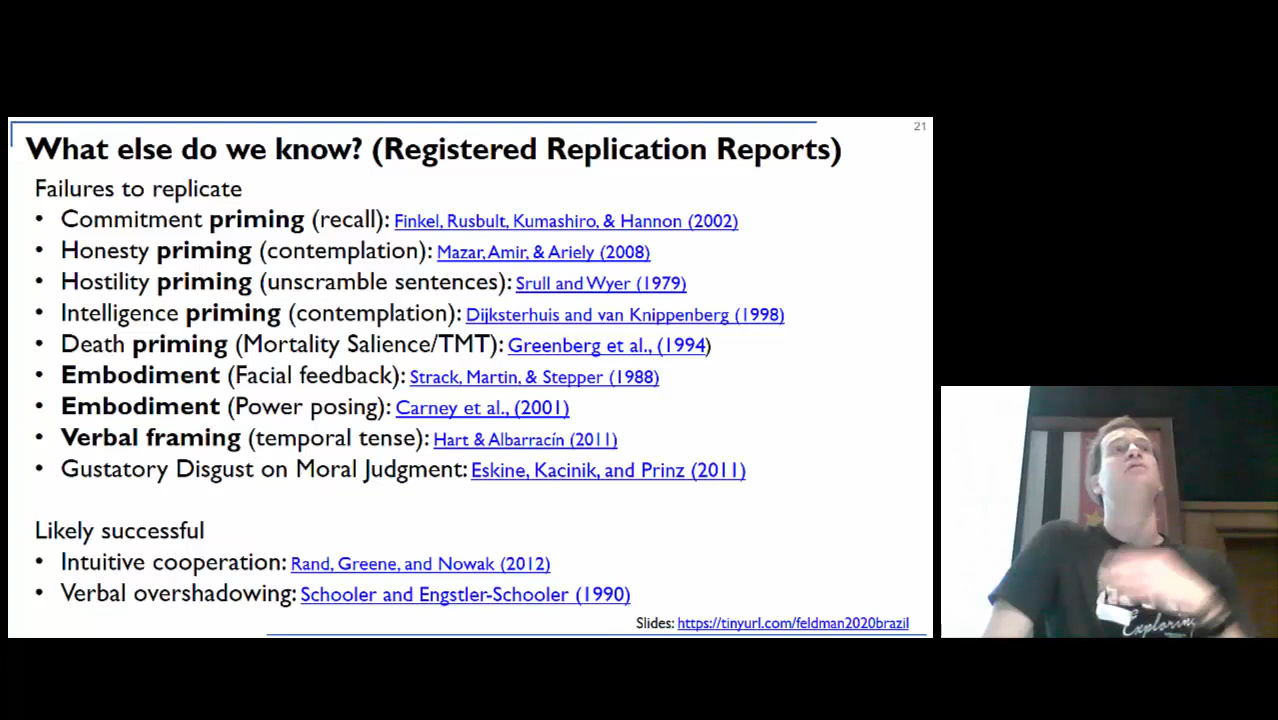 21
What else do we know? (Registered Replication Reports)
Failures to replicate
• Commitment priming (recall): Finkel, Rusbult, Kumashiro, & Hannon (2002)
• Honesty priming (contemplation): Mazar, Amir, & Ariely (2008)
• Hostility priming (unscramble sentences): Srull and Wyer (1979)
• Intelligence priming (contemplation): Dijksterhuis and van Knippenberg (1998)
• Death priming (Mortality Salience/TMT): Greenberg et al., (1994)
• Embodiment (Facial feedback): Strack, Martin, & Stepper (1988)
• Embodiment (Power posing): Carney et al., (2001)
• Verbal framing (temporal tense): Hart & Albarracín (2011)
• Gustatory Disgust on Moral Judgment: Eskine, Kacinik, and Prinz (2011)
Likely successful
• Intuitive cooperation: Rand, Greene, and Nowak (2012)
• Verbal overshadowing: Schooler and Engstler-Schooler (1990)
Slides: https://tinyurl.com/feldman2020brazil
Exploring